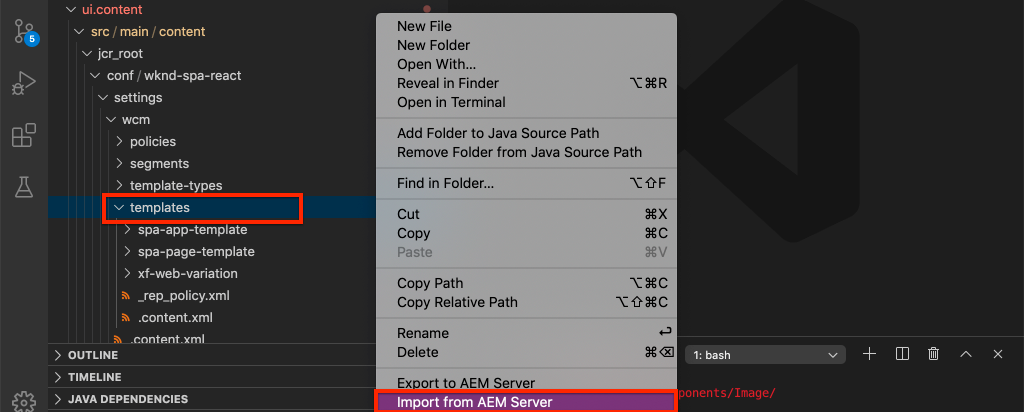 ui.content
src / main / content
jcr_root
conf / wknd-spa-react
settings
wcm
policies
segments
template-types
templates
spa-app-template
spa-page-template
xf-web-variation
_rep_policy.xml
.content.xml
.content.xml
OUTLINE
TIMELINE
JAVA DEPENDENCIES
5
New File
New Folder
Open With...
Reveal in Finder ⌥⌘R
Open in Terminal
Add Folder to Java Source Path
Remove Folder from Java Source Path
Find in Folder... ⌥⇧F
Cut ⌘X
Copy ⌘C
Paste ⌘V
Copy Path ⌥⌘C
Copy Relative Path ⌥⇧⌘C
Rename ↩
Delete ⌘⌫
Export to AEM Server
Import from AEM Server
1: bash
ponents/Image/